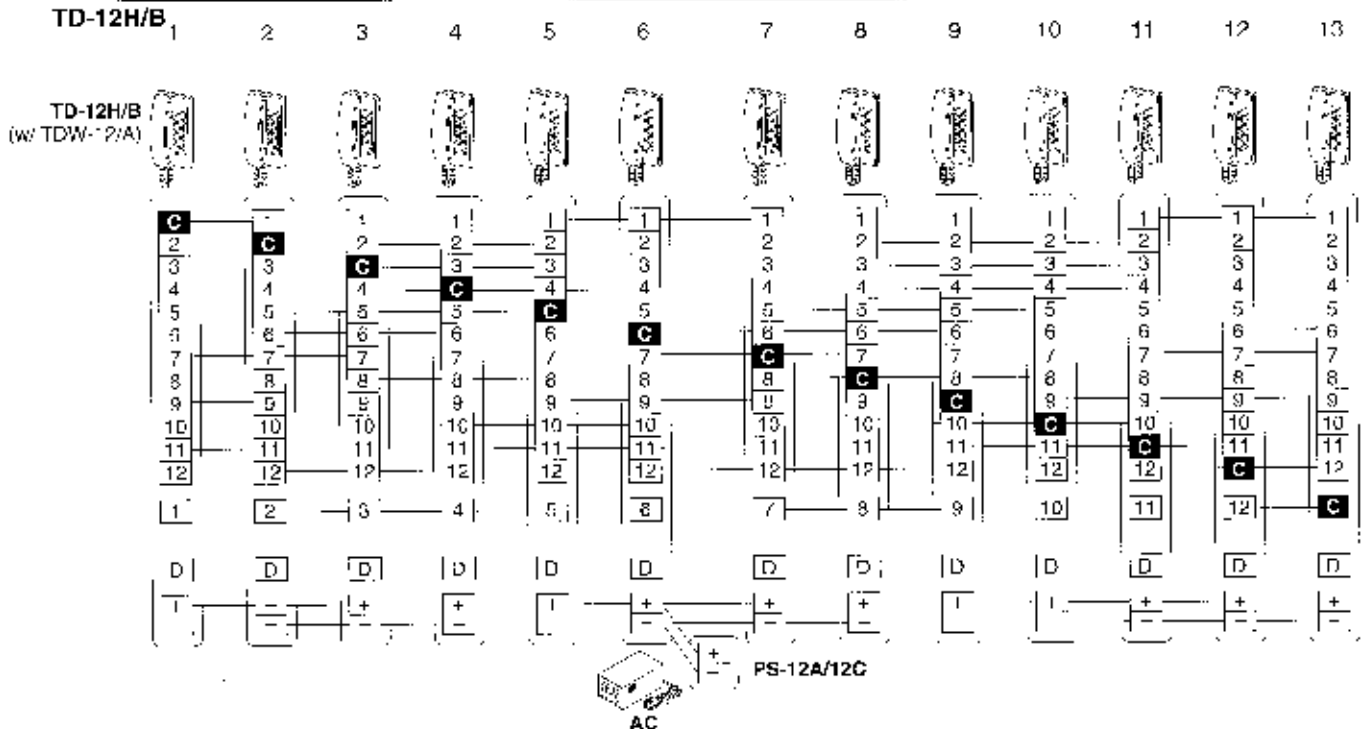 TD-12H/B
1 2 3 4 5 6 7 8 9 10 11 12 13
TD-12H/B
(w/ TDW-12/A)
C 1 1 1 1 1 1 1 1 1 1 1
2 C 2 2 2 2 2 2 2 2 2 2 2
3 3 C 3 3 3 3 3 3 3 3 3 3
4 4 4 C 4 4 4 4 4 4 4 4 4
5 5 5 5 C 5 5 5 5 5 5 5 5
6 6 6 6 6 C 6 6 6 6 6 6 6
7 7 7 7 7 7 C 7 7 7 7 7 7
8 8 8 8 8 8 8 C 8 8 8 8 8
9 9 9 9 9 9 9 9 C 9 9 9 9
10 10 10 10 10 10 10 10 10 C 10 10 10
11 11 11 11 11 11 11 11 11 11 C 11 11
12 12 12 12 12 12 12 12 12 12 12 C 12
1 2 3 4 5 6 7 8 9 10 11 12 C
D D D D D D D D D D D D D
+ + + + + + + + +
− − − − − − − − −
+
−
PS-12A/12C
AC